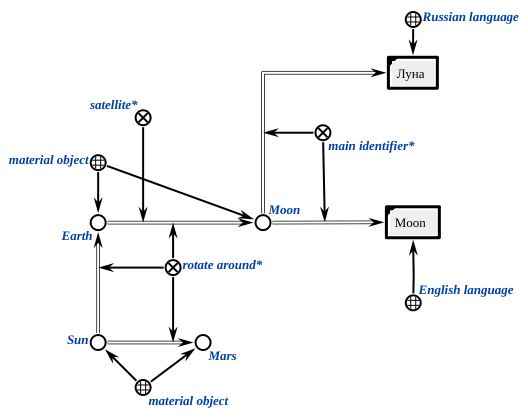 Russian language
Луна
satellite*
main identifier*
material object
Moon
Earth
Moon
rotate around*
English language
Sun
Mars
material object